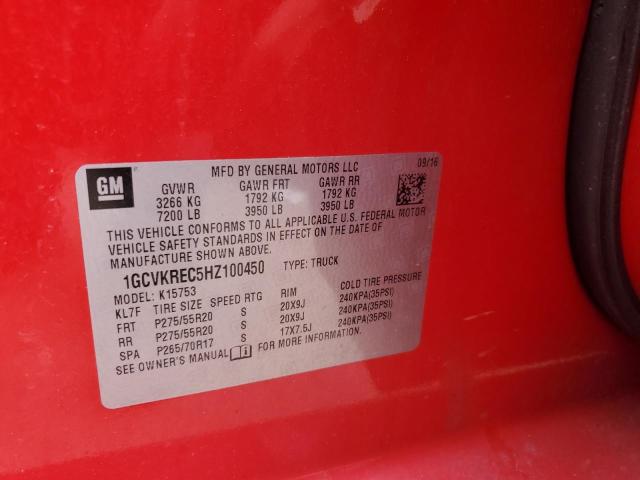 MFD BY GENERAL MOTORS LLC 09/16
GM GVWR GAWR FRT GAWR RR
3266 KG 1792 KG 1792 KG
7200 LB 3950 LB 3950 LB
THIS VEHICLE CONFORMS TO ALL APPLICABLE U.S. FEDERAL MOTOR
VEHICLE SAFETY STANDARDS IN EFFECT ON THE DATE OF
MANUFACTURE SHOWN ABOVE.
1GCVKREC5HZ100450 TYPE: TRUCK
MODEL: K15753
KL7F TIRE SIZE SPEED RTG RIM COLD TIRE PRESSURE
FRT P275/55R20 S 20X9J 240KPA(35PSI)
RR P275/55R20 S 20X9J 240KPA(35PSI)
SPA P265/70R17 S 17X7.5J 240KPA(35PSI)
SEE OWNER'S MANUAL FOR MORE INFORMATION.